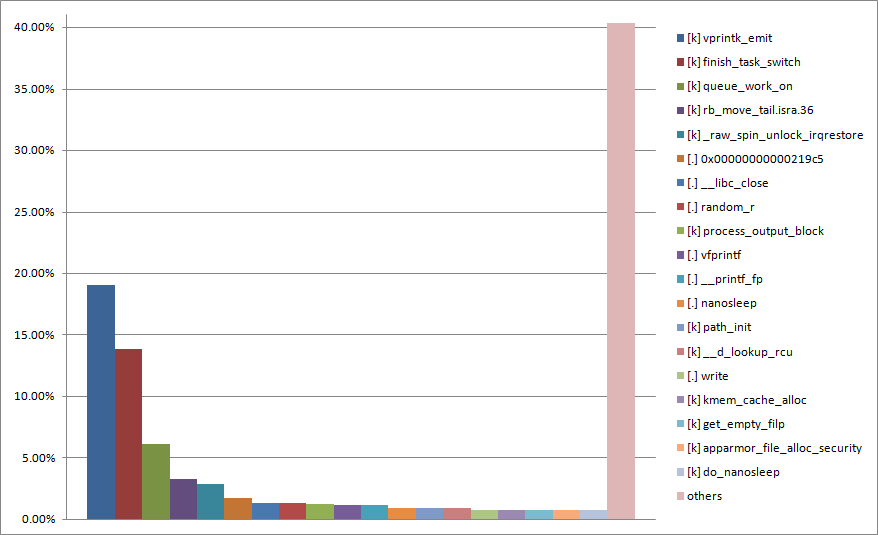 40.00%
35.00%
30.00%
25.00%
20.00%
15.00%
10.00%
5.00%
0.00%
[k] vprintk_emit
[k] finish_task_switch
[k] queue_work_on
[k] rb_move_tail.isra.36
[k] _raw_spin_unlock_irqrestore
[.] 0x00000000000219c5
[.] __libc_close
[.] random_r
[k] process_output_block
[.] vfprintf
[.] __printf_fp
[.] nanosleep
[k] path_init
[k] __d_lookup_rcu
[.] write
[k] kmem_cache_alloc
[k] get_empty_filp
[k] apparmor_file_alloc_security
[k] do_nanosleep
others